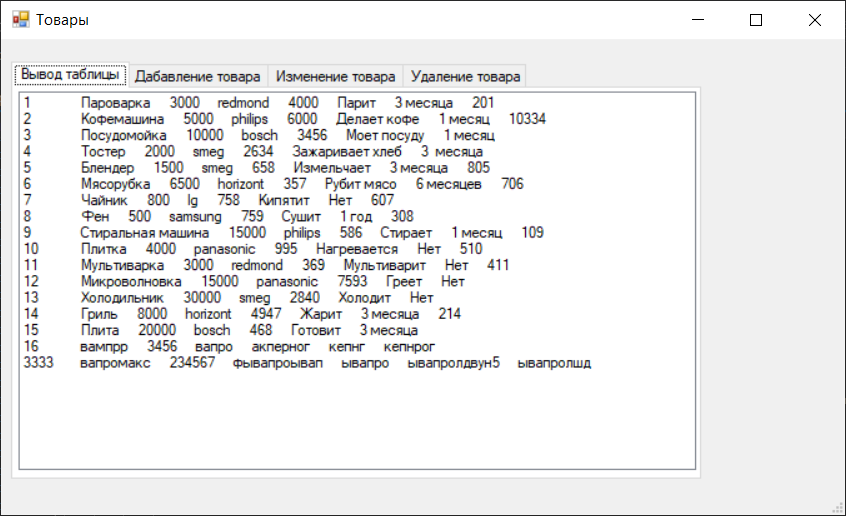 Товары
Вывод таблицы Дабавление товара Изменение товара Удаление товара
1 Пароварка 3000 redmond 4000 Парит 3 месяца 201
2 Кофемашина 5000 philips 6000 Делает кофе 1 месяц 10334
3 Посудомойка 10000 bosch 3456 Моет посуду 1 месяц
4 Тостер 2000 smeg 2634 Зажаривает хлеб 3 месяца
5 Блендер 1500 smeg 658 Измельчает 3 месяца 805
6 Мясорубка 6500 horizont 357 Рубит мясо 6 месяцев 706
7 Чайник 800 lg 758 Кипятит Нет 607
8 Фен 500 samsung 759 Сушит 1 год 308
9 Стиральная машина 15000 philips 586 Стирает 1 месяц 109
10 Плитка 4000 panasonic 995 Нагревается Нет 510
11 Мультиварка 3000 redmond 369 Мультиварит Нет 411
12 Микроволновка 15000 panasonic 7593 Греет Нет
13 Холодильник 30000 smeg 2840 Холодит Нет
14 Гриль 8000 horizont 4947 Жарит 3 месяца 214
15 Плита 20000 bosch 468 Готовит 3 месяца
16 вампрр 3456 вапро акперног кепнг кепнрог
3333 вапромакс 234567 фывапроывап ывапро ывапролдвун5 ывапролшд